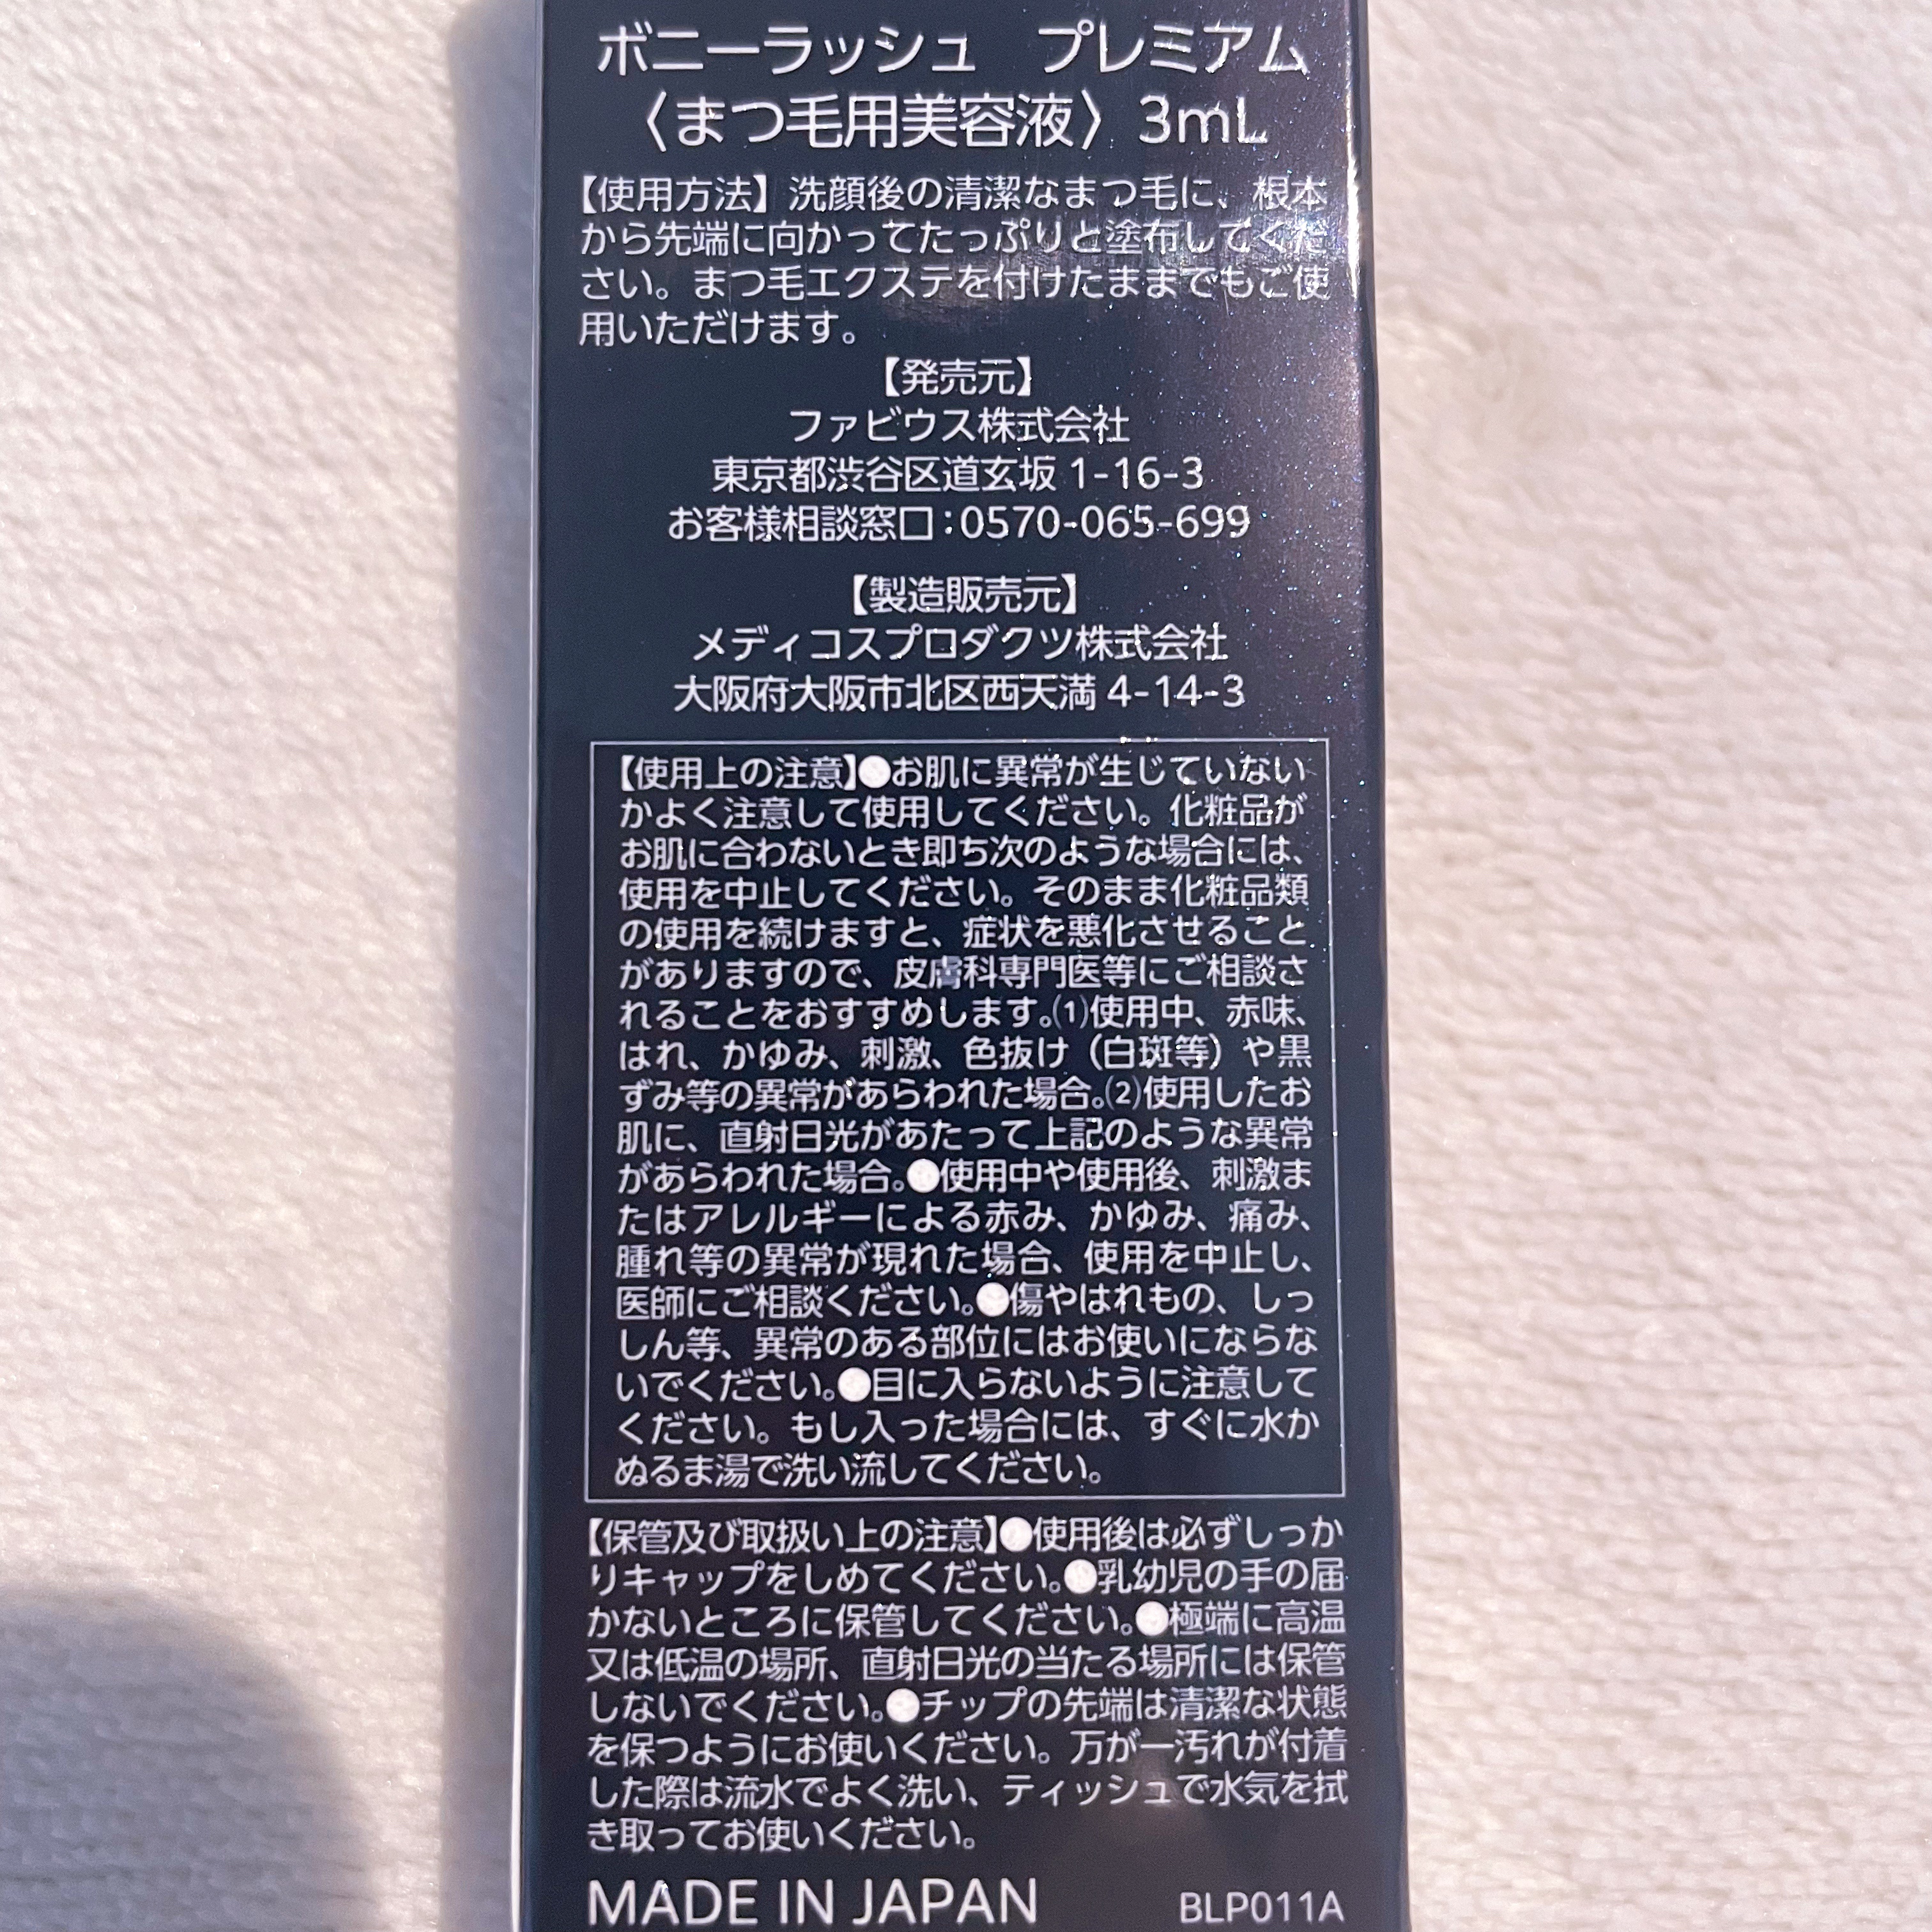 ボニーラッシュ　プレミアム
〈まつ毛用美容液〉3mL
【使用方法】洗顔後の清潔なまつ毛に、根本
から先端に向かってたっぷりと塗布してくだ
さい。まつ毛エクステを付けたままでもご使
用いただけます。
【発売元】
ファビウス株式会社
東京都渋谷区道玄坂 1-16-3
お客様相談窓口：0570-065-699
【製造販売元】
メディコスプロダクツ株式会社
大阪府大阪市北区西天満 4-14-3
【使用上の注意】●お肌に異常が生じていない
かよく注意して使用してください。化粧品が
お肌に合わないとき即ち次のような場合には、
使用を中止してください。そのまま化粧品類
の使用を続けますと、症状を悪化させること
がありますので、皮膚科専門医等にご相談さ
れることをおすすめします。(1)使用中、赤味、
はれ、かゆみ、刺激、色抜け（白斑等）や黒
ずみ等の異常があらわれた場合。(2)使用したお
肌に、直射日光があたって上記のような異常
があらわれた場合。●使用中や使用後、刺激ま
たはアレルギーによる赤み、かゆみ、痛み、
腫れ等の異常が現れた場合、使用を中止し、
医師にご相談ください。●傷やはれもの、しっ
しん等、異常のある部位にはお使いにならな
いでください。●目に入らないように注意して
ください。もし入った場合には、すぐに水か
ぬるま湯で洗い流してください。
【保管及び取扱い上の注意】●使用後は必ずしっか
りキャップをしめてください。●乳幼児の手の届
かないところに保管してください。●極端に高温
又は低温の場所、直射日光の当たる場所には保管
しないでください。●チップの先端は清潔な状態
を保つようにお使いください。万が一汚れが付着
した際は流水でよく洗い、ティッシュで水気を拭
き取ってお使いください。
MADE IN JAPAN
BLP011A